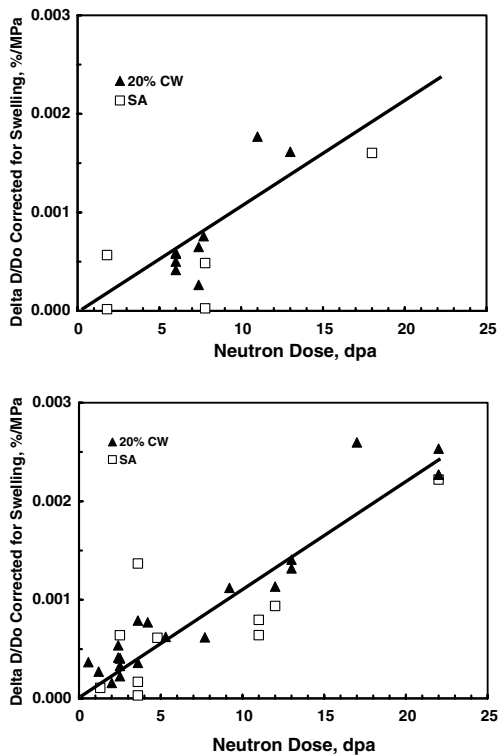 Delta D/Do Corrected for Swelling, %/MPa
0.003
0.002
0.001
0.000
20% CW
SA
0 5 10 15 20 25
Neutron Dose, dpa
Delta D/Do Corrected for Swelling, %/MPa
0.003
0.002
0.001
0.000
20% CW
SA
0 5 10 15 20 25
Neutron Dose, dpa